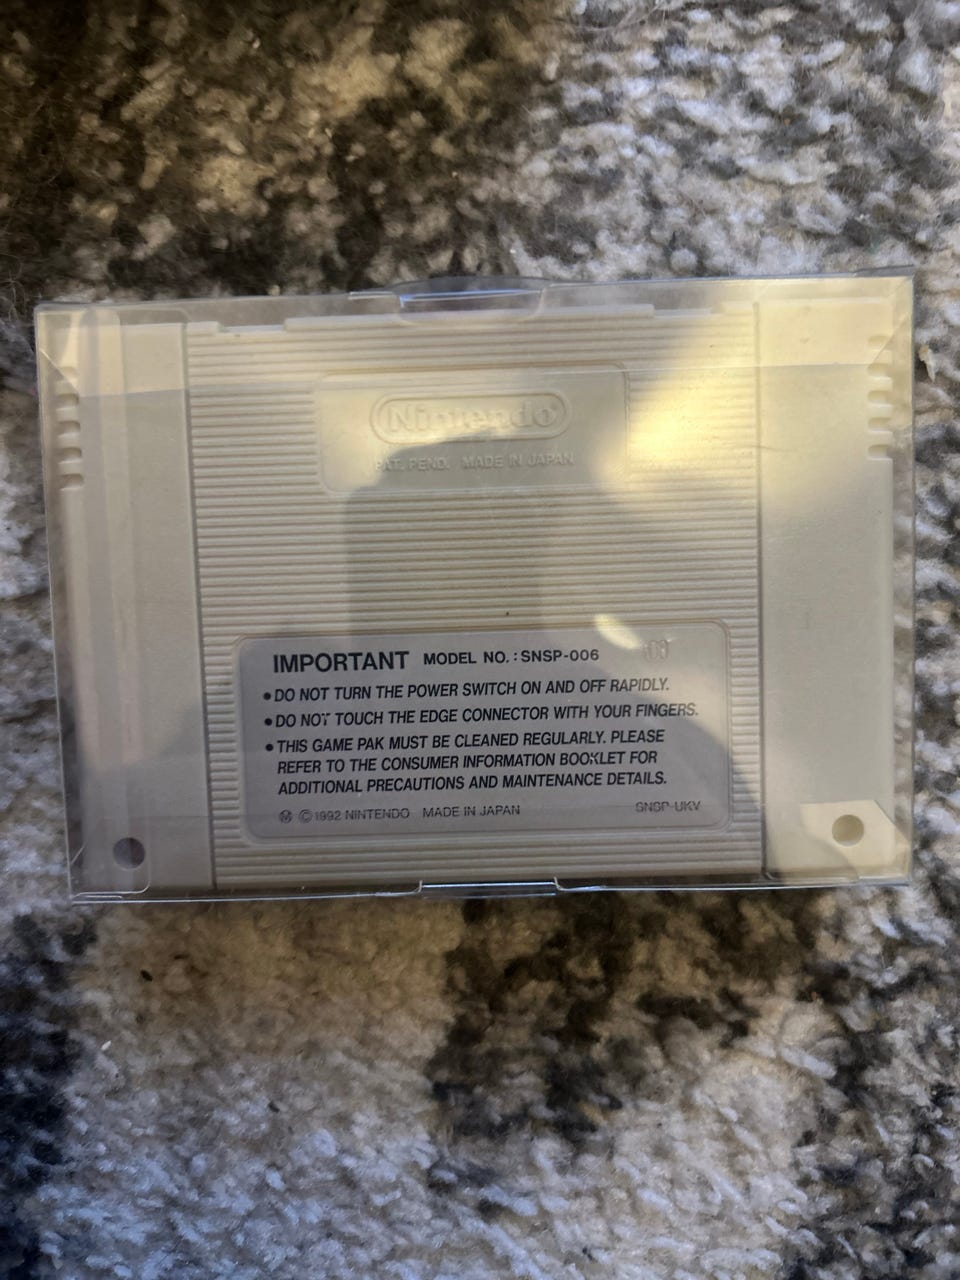 Nintendo®
PAT. PEND. MADE IN JAPAN
IMPORTANT MODEL NO. : SNSP-006
• DO NOT TURN THE POWER SWITCH ON AND OFF RAPIDLY.
• DO NOT TOUCH THE EDGE CONNECTOR WITH YOUR FINGERS.
• THIS GAME PAK MUST BE CLEANED REGULARLY. PLEASE
REFER TO THE CONSUMER INFORMATION BOOKLET FOR
ADDITIONAL PRECAUTIONS AND MAINTENANCE DETAILS.
Ⓜ ©1992 NINTENDO MADE IN JAPAN SNSP-UKV